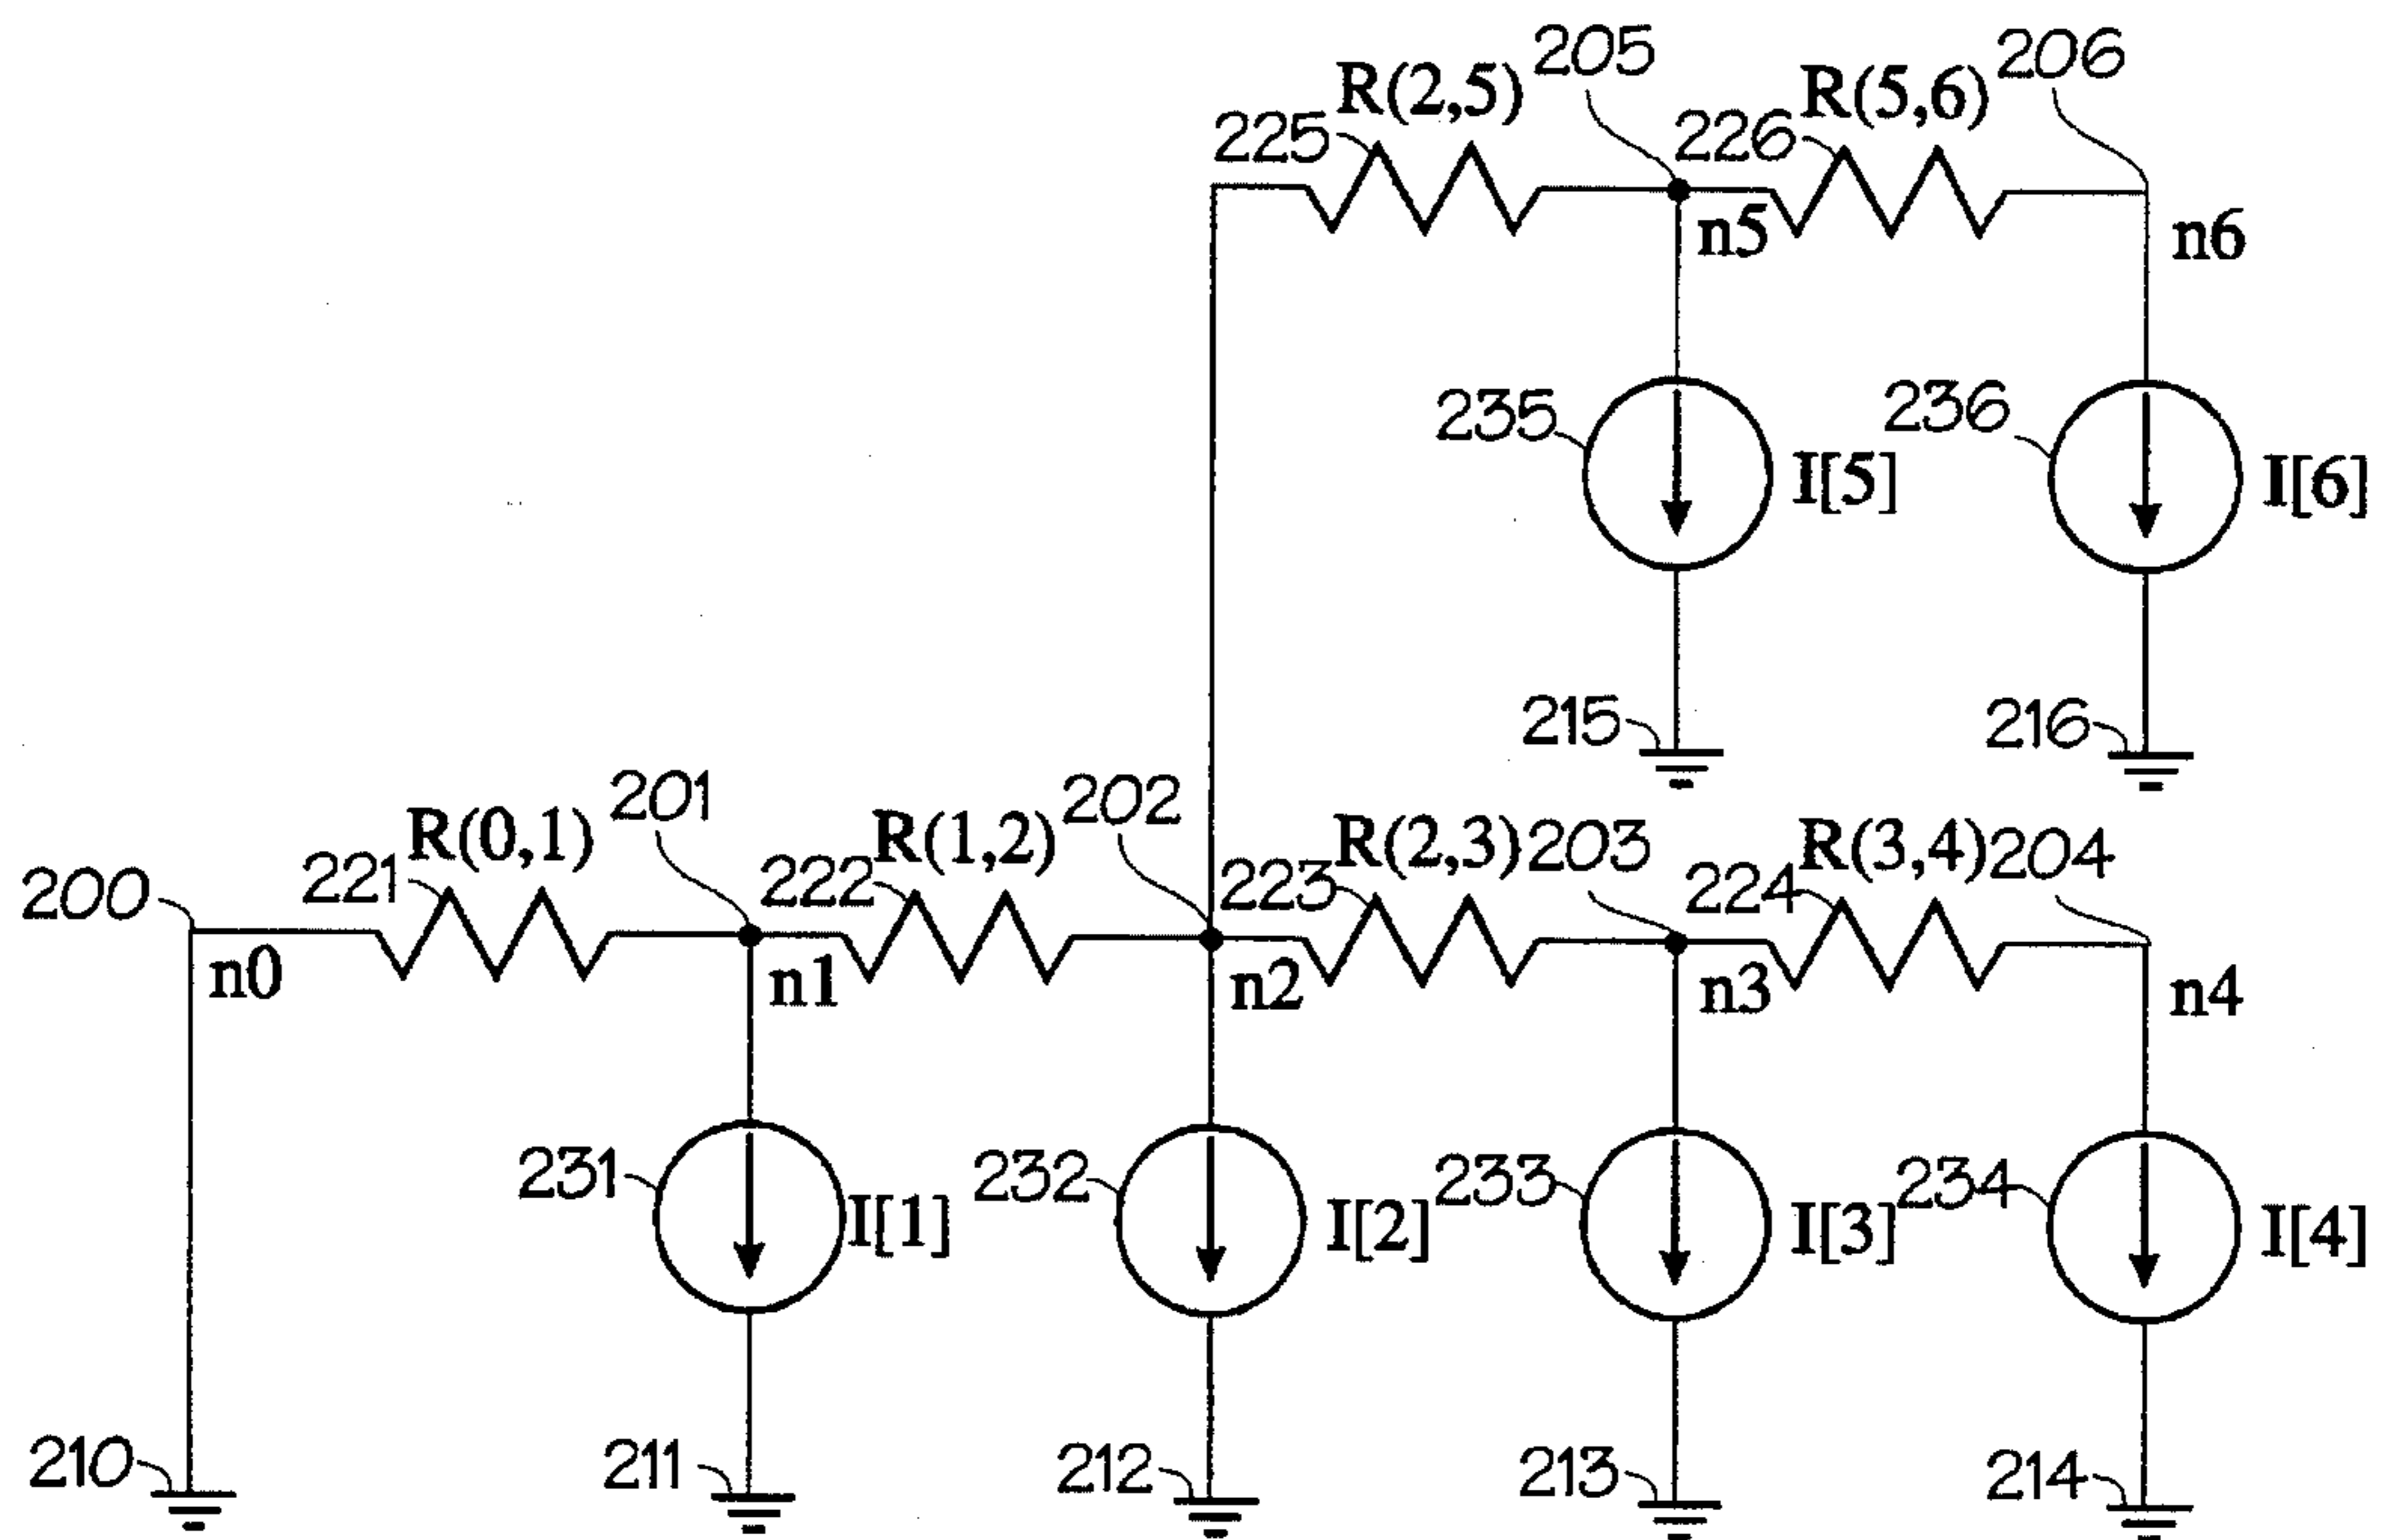 R(2,5) 205 R(5,6) 206
225 226
n5 n6
235 I[5] 236 I[6]
215 216
R(0,1) 201 R(1,2) 202 R(2,3) 203 R(3,4) 204
200 221 222 223 224
n0 n1 n2 n3 n4
231 I[1] 232 I[2] 233 I[3] 234 I[4]
210 211 212 213 214